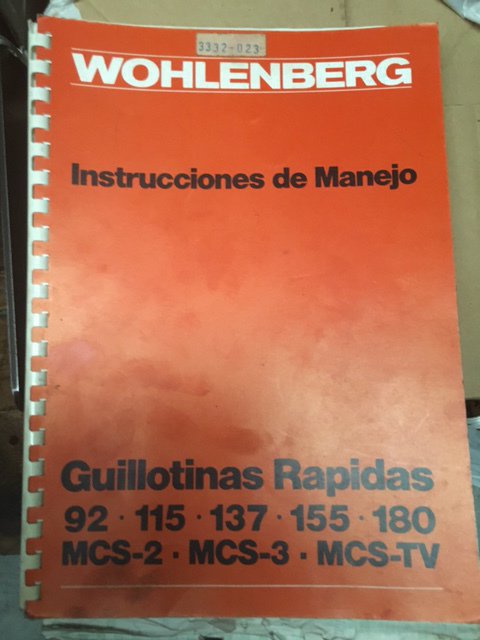 3332-023
WOHLENBERG
Instrucciones de Manejo
Guillotinas Rapidas
92 · 115 · 137 · 155 · 180
MCS-2 · MCS-3 · MCS-TV